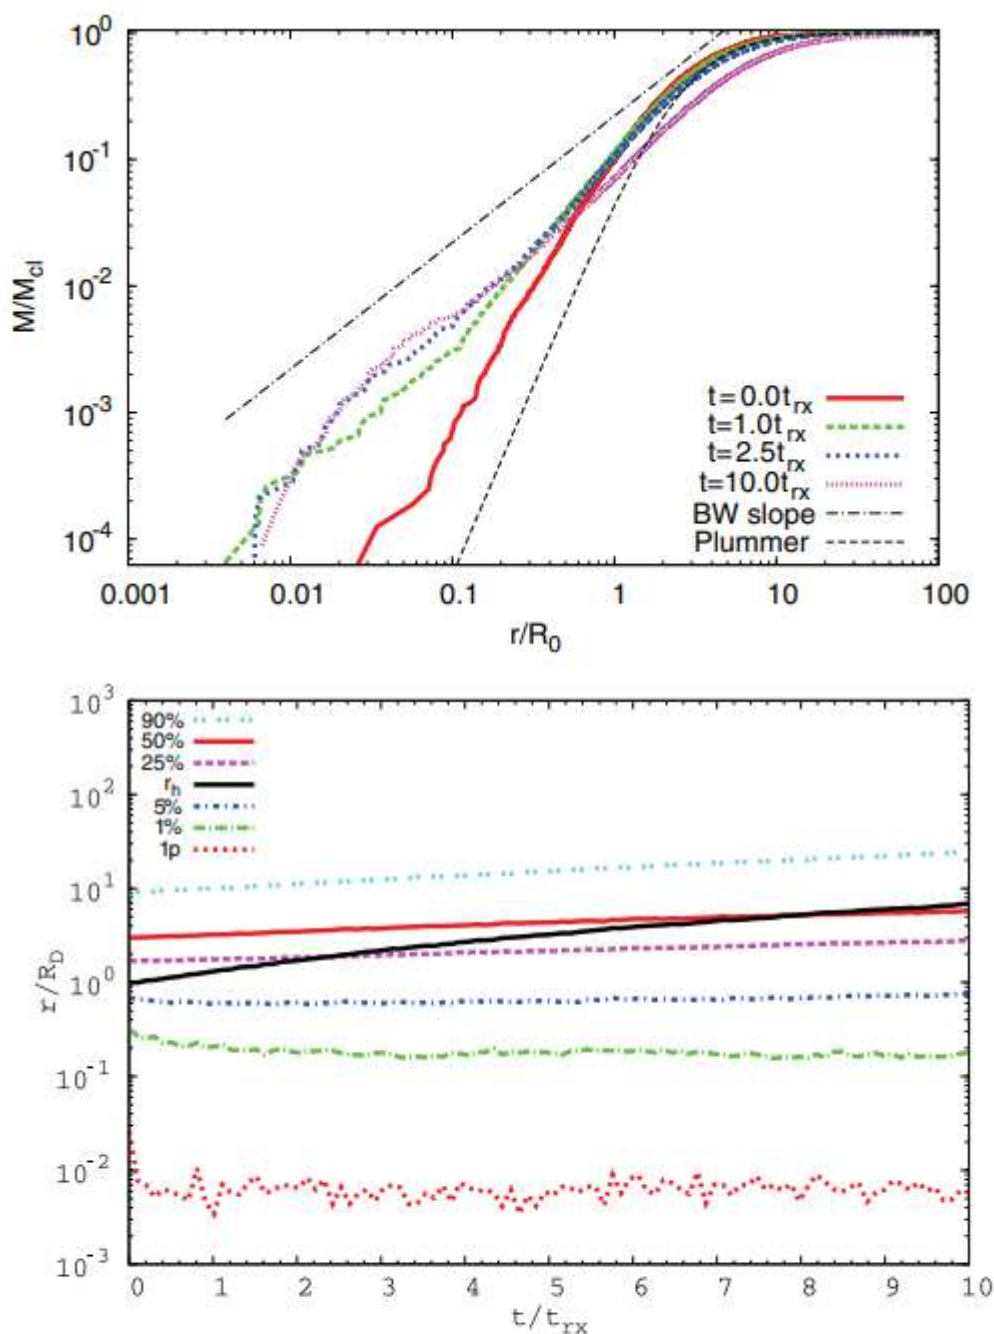 10^0
10^-1
10^-2
10^-3
10^-4
M/M_cl
t=0.0t_rx
t=1.0t_rx
t=2.5t_rx
t=10.0t_rx
BW slope
Plummer
0.001 0.01 0.1 1 10 100
r/R_0
10^3
10^2
10^1
10^0
10^-1
10^-2
10^-3
r/R_D
90%
50%
25%
r_h
5%
1%
1p
0 1 2 3 4 5 6 7 8 9 10
t/t_rx